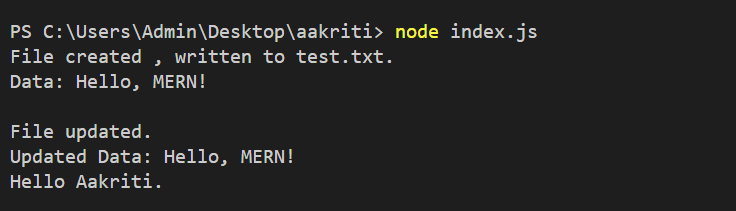 PS C:\Users\Admin\Desktop\aakriti> node index.js
File created , written to test.txt.
Data: Hello, MERN!
File updated.
Updated Data: Hello, MERN!
Hello Aakriti.